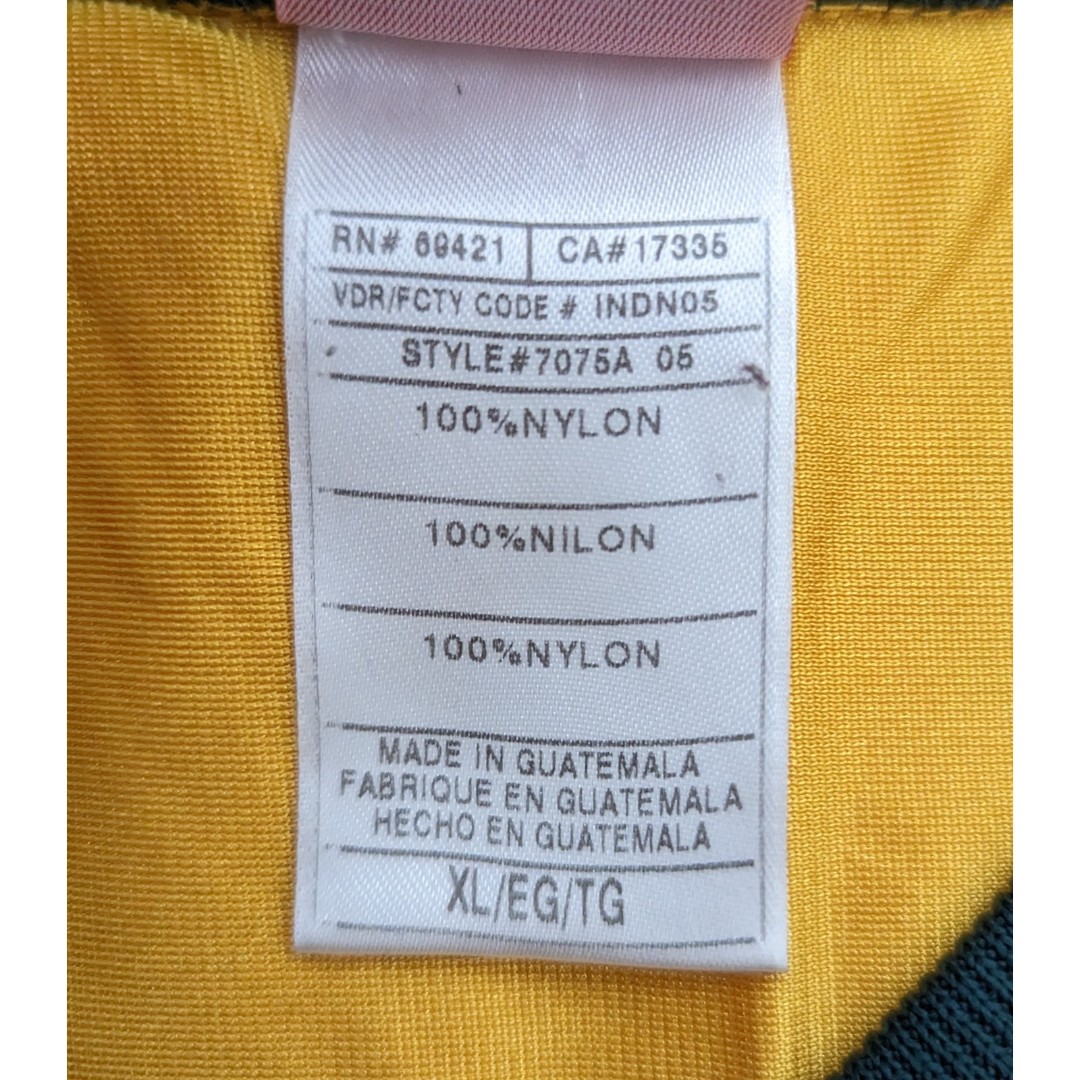 RN# 69421 CA#17335
VDR/FCTY CODE # INDN05
STYLE#7075A 05
100%NYLON
100%NILON
100%NYLON
MADE IN GUATEMALA
FABRIQUE EN GUATEMALA
HECHO EN GUATEMALA
XL/EG/TG